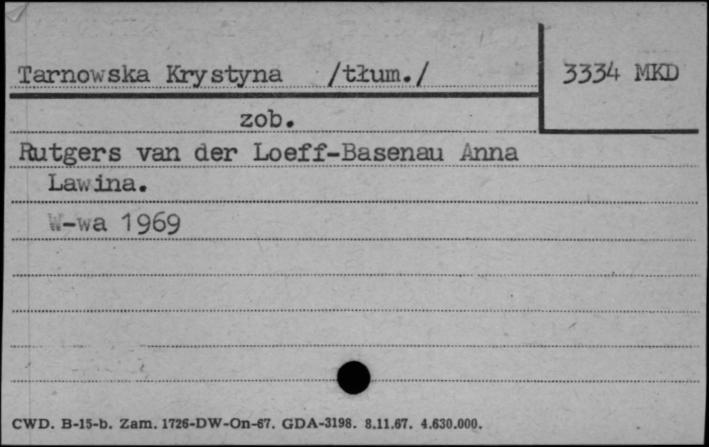 Tarnowska Krystyna /tłum./
3334 MKD
zob.
Rutgers van der Loeff-Basenau Anna
Lawina.
W-wa 1969
CWD. B-15-b. Zam. 1726-DW-On-67. GDA-3198. 8.11.67. 4.630.000.